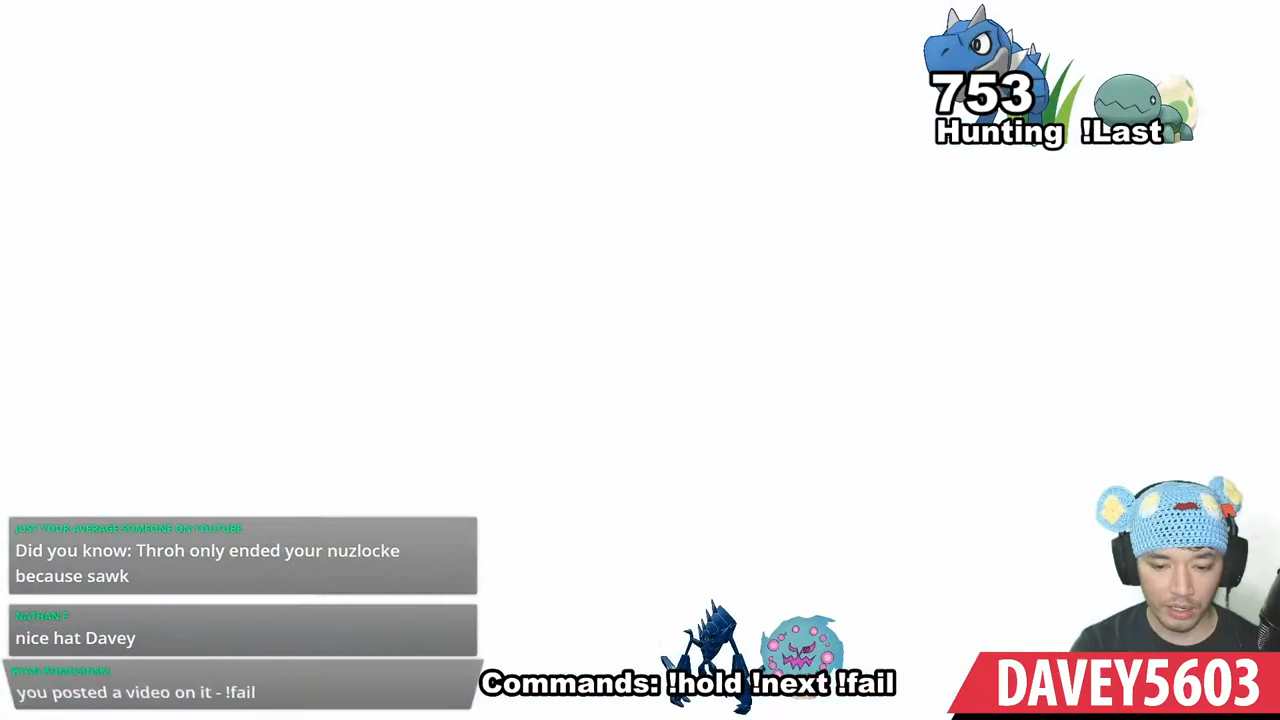 753
Hunting !Last
JUST YOUR AVERAGE SOMEONE ON YOUTUBE
Did you know: Throh only ended your nuzlocke
because sawk
NATHAN F
nice hat Davey
you posted a video on it - !fail
Commands: !hold !next !fail
DAVEY5603